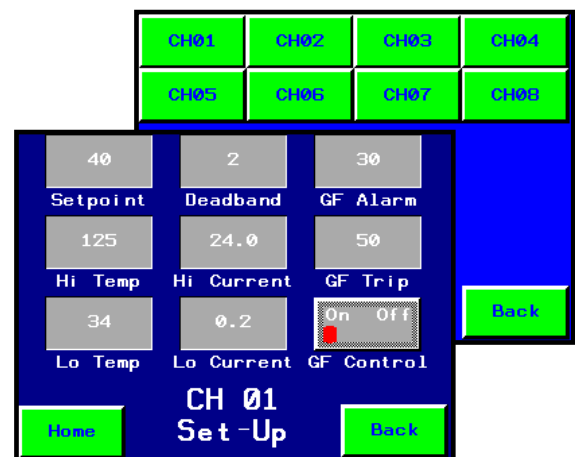 CH01 CH02 CH03 CH04
CH05 CH06 CH07 CH08
Back
40 2 30
Setpoint Deadband GF Alarm
125 24.0 50
Hi Temp Hi Current GF Trip
34 0.2 On Off
Lo Temp Lo Current GF Control
CH 01
Set-Up
Home Back